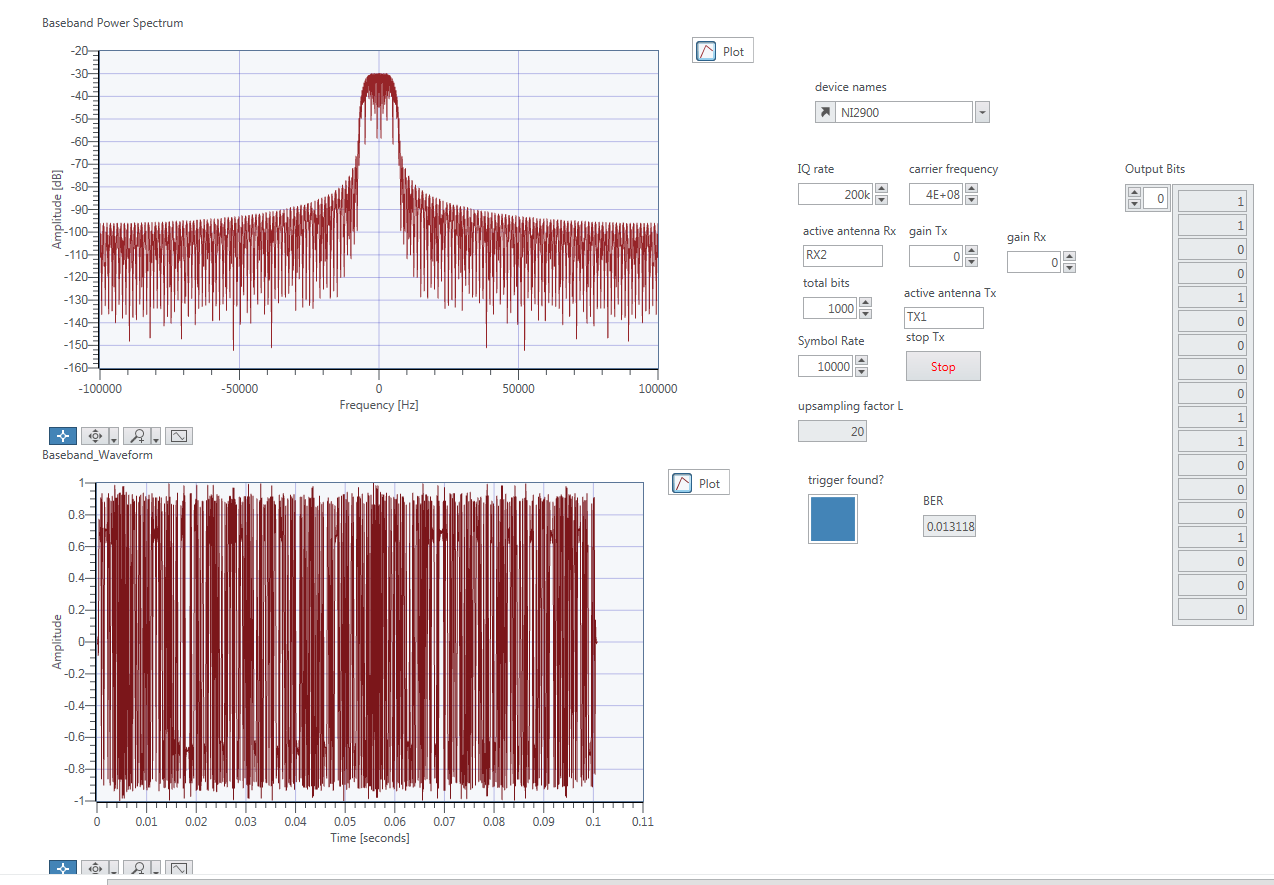 Baseband Power Spectrum
Plot
-20
-30
-40
-50
-60
-70
-80
-90
-100
-110
-120
-130
-140
-150
-160
Amplitude [dB]
-100000 -50000 0 50000 100000
Frequency [Hz]
Baseband_Waveform
Plot
1
0.8
0.6
0.4
0.2
0
-0.2
-0.4
-0.6
-0.8
-1
Amplitude
0 0.01 0.02 0.03 0.04 0.05 0.06 0.07 0.08 0.09 0.1 0.11
Time [seconds]
device names
NI2900
IQ rate
200k
carrier frequency
4E+08
active antenna Rx
RX2
gain Tx
0
gain Rx
0
total bits
1000
active antenna Tx
TX1
Symbol Rate
10000
stop Tx
Stop
upsampling factor L
20
trigger found?
BER
0.013118
Output Bits
0
1
1
0
0
1
0
0
0
0
1
1
0
0
0
1
0
0
0